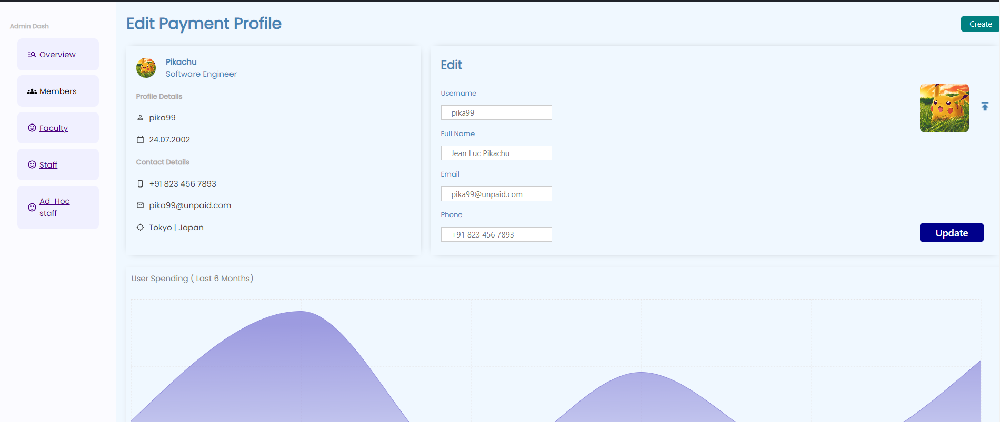 Admin Dash
Overview
Members
Faculty
Staff
Ad-Hoc
staff
Edit Payment Profile
Create
Pikachu
Software Engineer
Profile Details
pika99
24.07.2002
Contact Details
+91 823 456 7893
pika99@unpaid.com
Tokyo | Japan
Edit
Username
pika99
Full Name
Jean Luc Pikachu
Email
pika99@unpaid.com
Phone
+91 823 456 7893
Update
User Spending ( Last 6 Months)